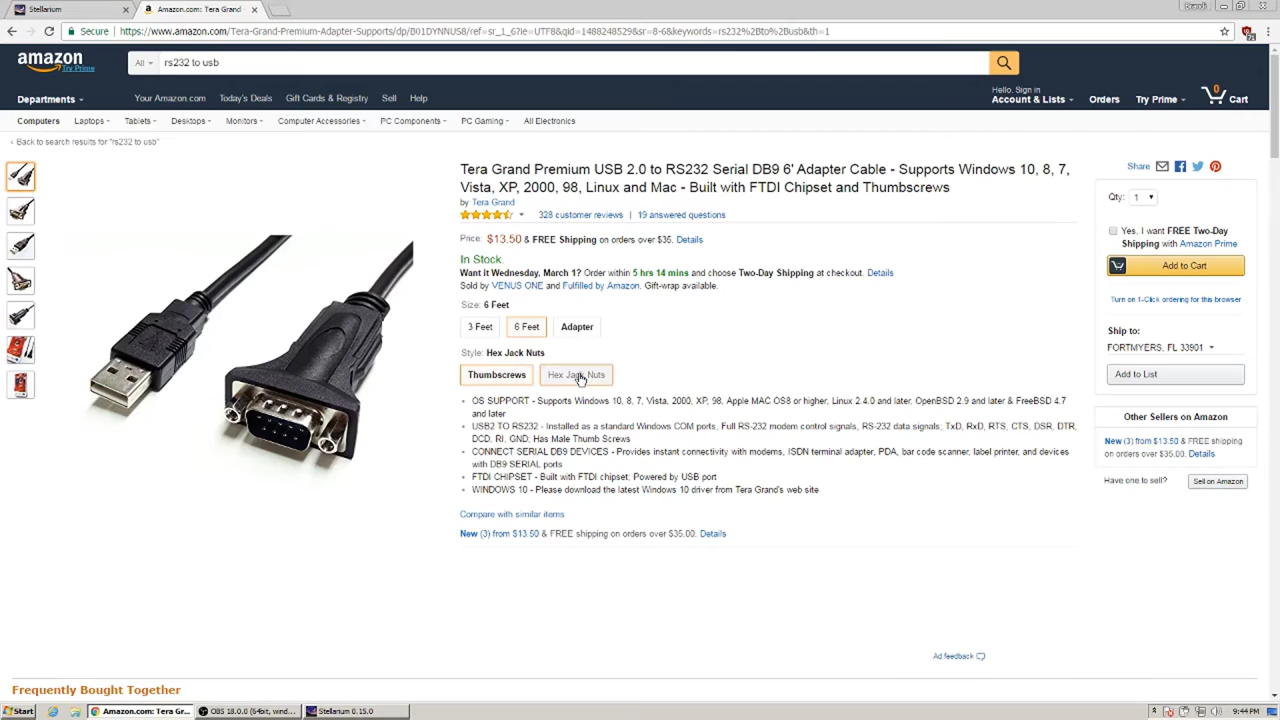 Stellarium
Amazon.com: Tera Grand
Secure
https://www.amazon.com/Tera-Grand-Premium-Adapter-Supports/dp/B01DYNNUS8/ref=sr_1_6?ie=UTF8&qid=1488248529&sr=8-6&keywords=rs232%2Bto%2Busb&th=1
amazon
Try Prime
All
rs232 to usb
Departments
Your Amazon.com
Today's Deals
Gift Cards & Registry
Sell
Help
Hello. Sign in
Account & Lists
Orders
Try Prime
0
Cart
Computers
Laptops
Tablets
Desktops
Monitors
Computer Accessories
PC Components
PC Gaming
All Electronics
‹ Back to search results for "rs232 to usb"
Tera Grand Premium USB 2.0 to RS232 Serial DB9 6' Adapter Cable - Supports Windows 10, 8, 7,
Vista, XP, 2000, 98, Linux and Mac - Built with FTDI Chipset and Thumbscrews
by Tera Grand
328 customer reviews | 19 answered questions
Price: $13.50 & FREE Shipping on orders over $35. Details
In Stock.
Want it Wednesday, March 1? Order within 5 hrs 14 mins and choose Two-Day Shipping at checkout. Details
Sold by VENUS ONE and Fulfilled by Amazon. Gift-wrap available.
Size: 6 Feet
3 Feet
6 Feet
Adapter
Style: Hex Jack Nuts
Thumbscrews
Hex Jack Nuts
• OS SUPPORT - Supports Windows 10, 8, 7, Vista, 2000, XP, 98, Apple MAC OS8 or higher, Linux 2.4.0 and later, OpenBSD 2.9 and later & FreeBSD 4.7
and later
• USB2 TO RS232 - Installed as a standard Windows COM ports, Full RS-232 modem control signals, RS-232 data signals; TxD, RxD, RTS, CTS, DSR, DTR,
DCD, RI, GND; Has Male Thumb Screws
• CONNECT SERIAL DB9 DEVICES - Provides instant connectivity with modems, ISDN terminal adapter, PDA, bar code scanner, label printer, and devices
with DB9 SERIAL ports
• FTDI CHIPSET - Built with FTDI chipset; Powered by USB port
• WINDOWS 10 - Please download the latest Windows 10 driver from Tera Grand's web site
Compare with similar items
New (3) from $13.50 & FREE shipping on orders over $35.00. Details
Share
Qty: 1
Yes, I want FREE Two-Day
Shipping with Amazon Prime
Add to Cart
Turn on 1-Click ordering for this browser
Ship to:
FORTMYERS, FL 33901
Add to List
Other Sellers on Amazon
New (3) from $13.50 & FREE shipping
on orders over $35.00. Details
Have one to sell?
Sell on Amazon
Ad feedback
Frequently Bought Together
Start
Amazon.com: Tera Gr...
OBS 18.0.0 (64bit, wind...
Stellarium 0.15.0
9:44 PM